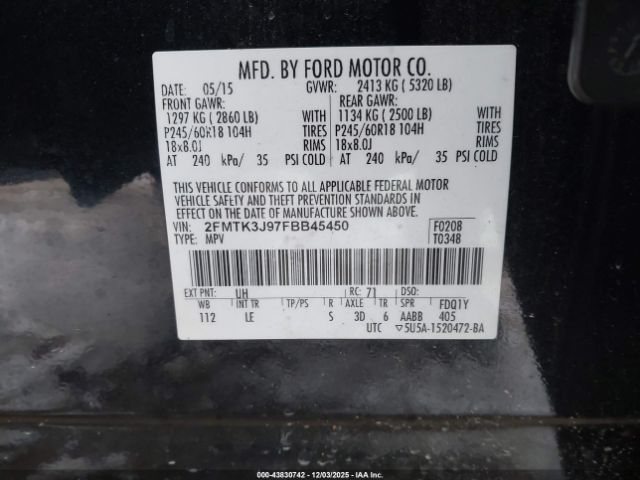 MFD. BY FORD MOTOR CO.
DATE: 05/15 GVWR: 2413 KG ( 5320 LB)
FRONT GAWR: REAR GAWR:
1297 KG ( 2860 LB) WITH 1134 KG ( 2500 LB) WITH
P245/60R18 104H TIRES P245/60R18 104H TIRES
18x8.0J RIMS 18x8.0J RIMS
AT 240 kPa/ 35 PSI COLD AT 240 kPa/ 35 PSI COLD
THIS VEHICLE CONFORMS TO ALL APPLICABLE FEDERAL MOTOR
VEHICLE SAFETY AND THEFT PREVENTION STANDARDS IN
EFFECT ON THE DATE OF MANUFACTURE SHOWN ABOVE.
VIN: 2FMTK3J97FBB45450 F0208
TYPE: MPV T0348
EXT PNT: UH RC: 71 DSO:
WB INT TR TP/PS R AXLE TR SPR FDQ1Y
112 LE S 3D 6 AABB 405
UTC ▽5U5A-1520472-BA
000-43830742 - 12/03/2025 - IAAI.CA